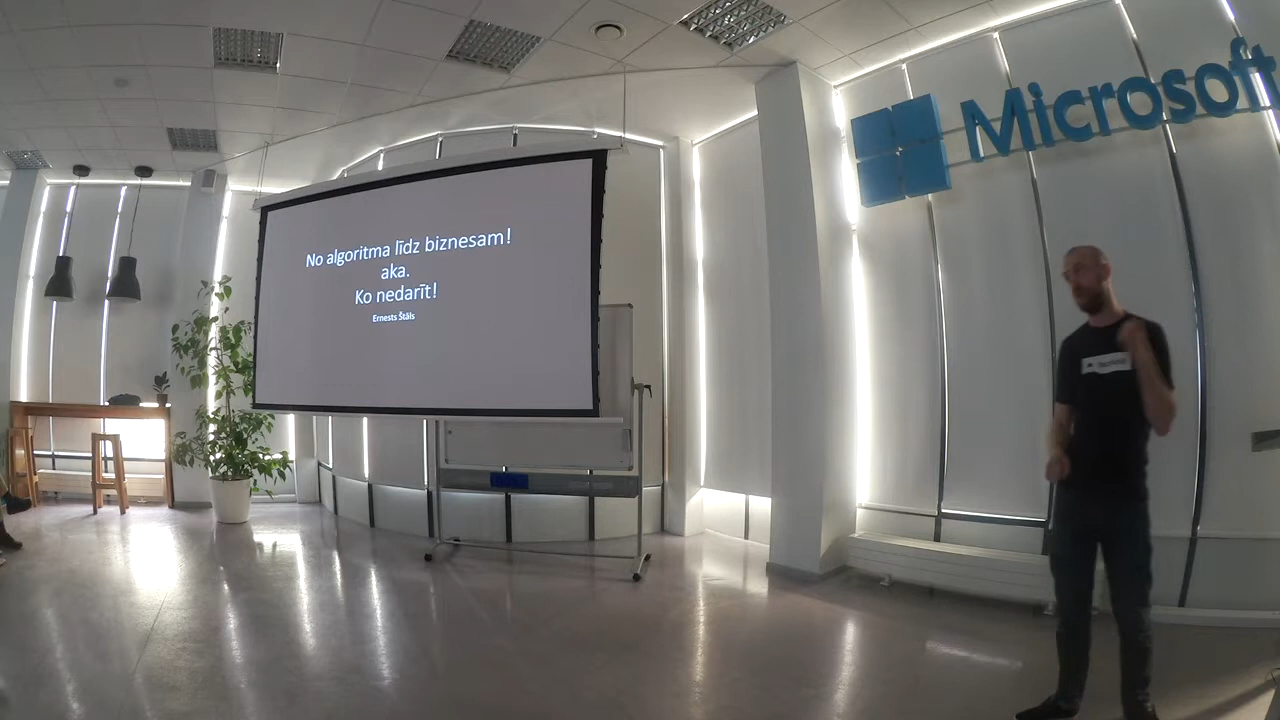 No algoritma līdz biznesam!
aka.
Ko nedarīt!
Ernests Štāls
Microsoft